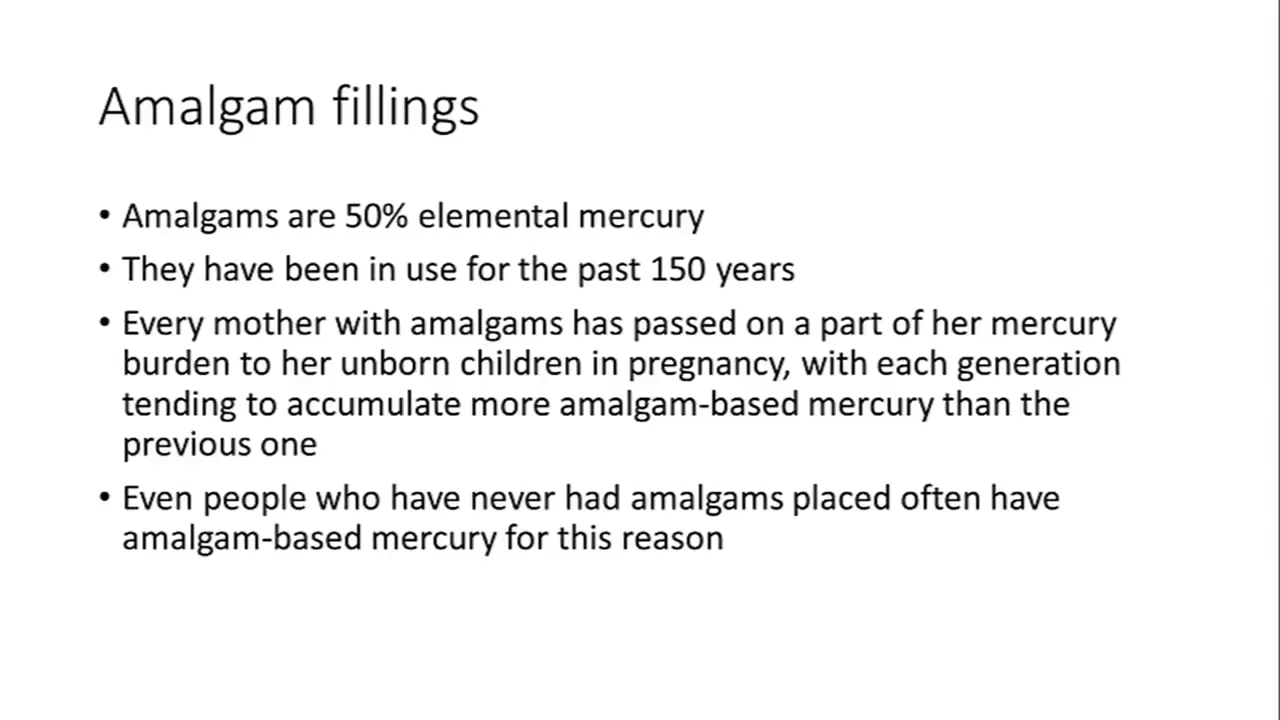 Amalgam fillings
• Amalgams are 50% elemental mercury
• They have been in use for the past 150 years
• Every mother with amalgams has passed on a part of her mercury
burden to her unborn children in pregnancy, with each generation
tending to accumulate more amalgam-based mercury than the
previous one
• Even people who have never had amalgams placed often have
amalgam-based mercury for this reason